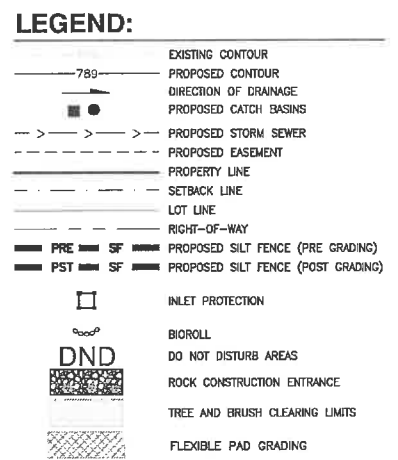 LEGEND:
EXISTING CONTOUR
789 PROPOSED CONTOUR
DIRECTION OF DRAINAGE
PROPOSED CATCH BASINS
PROPOSED STORM SEWER
PROPOSED EASEMENT
PROPERTY LINE
SETBACK LINE
LOT LINE
RIGHT-OF-WAY
PRE SF PROPOSED SILT FENCE (PRE GRADING)
PST SF PROPOSED SILT FENCE (POST GRADING)
INLET PROTECTION
BIOROLL
DND DO NOT DISTURB AREAS
ROCK CONSTRUCTION ENTRANCE
TREE AND BRUSH CLEARING LIMITS
FLEXIBLE PAD GRADING